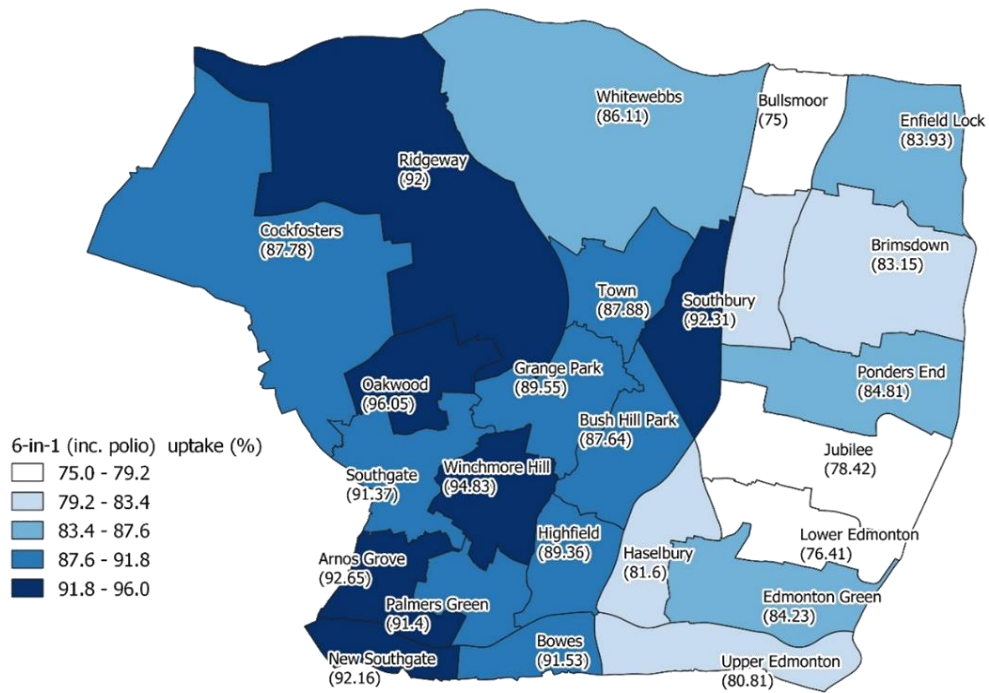 Whitewebbs
(86.11)
Bullsmoor
(75)
Enfield Lock
(83.93)
Ridgeway
(92)
Cockfosters
(87.78)
Brimsdown
(83.15)
Town
(87.88)
Southbury
(92.31)
Grange Park
(89.55)
Ponders End
(84.81)
Oakwood
(96.05)
Bush Hill Park
(87.64)
6-in-1 (inc. polio) uptake (%)
75.0 - 79.2
79.2 - 83.4
83.4 - 87.6
87.6 - 91.8
91.8 - 96.0
Jubilee
(78.42)
Southgate
(91.37)
Winchmore Hill
(94.83)
Highfield
(89.36)
Lower Edmonton
(76.41)
Arnos Grove
(92.65)
Haselbury
(81.6)
Palmers Green
(91.4)
Edmonton Green
(84.23)
New Southgate
(92.16)
Bowes
(91.53)
Upper Edmonton
(80.81)